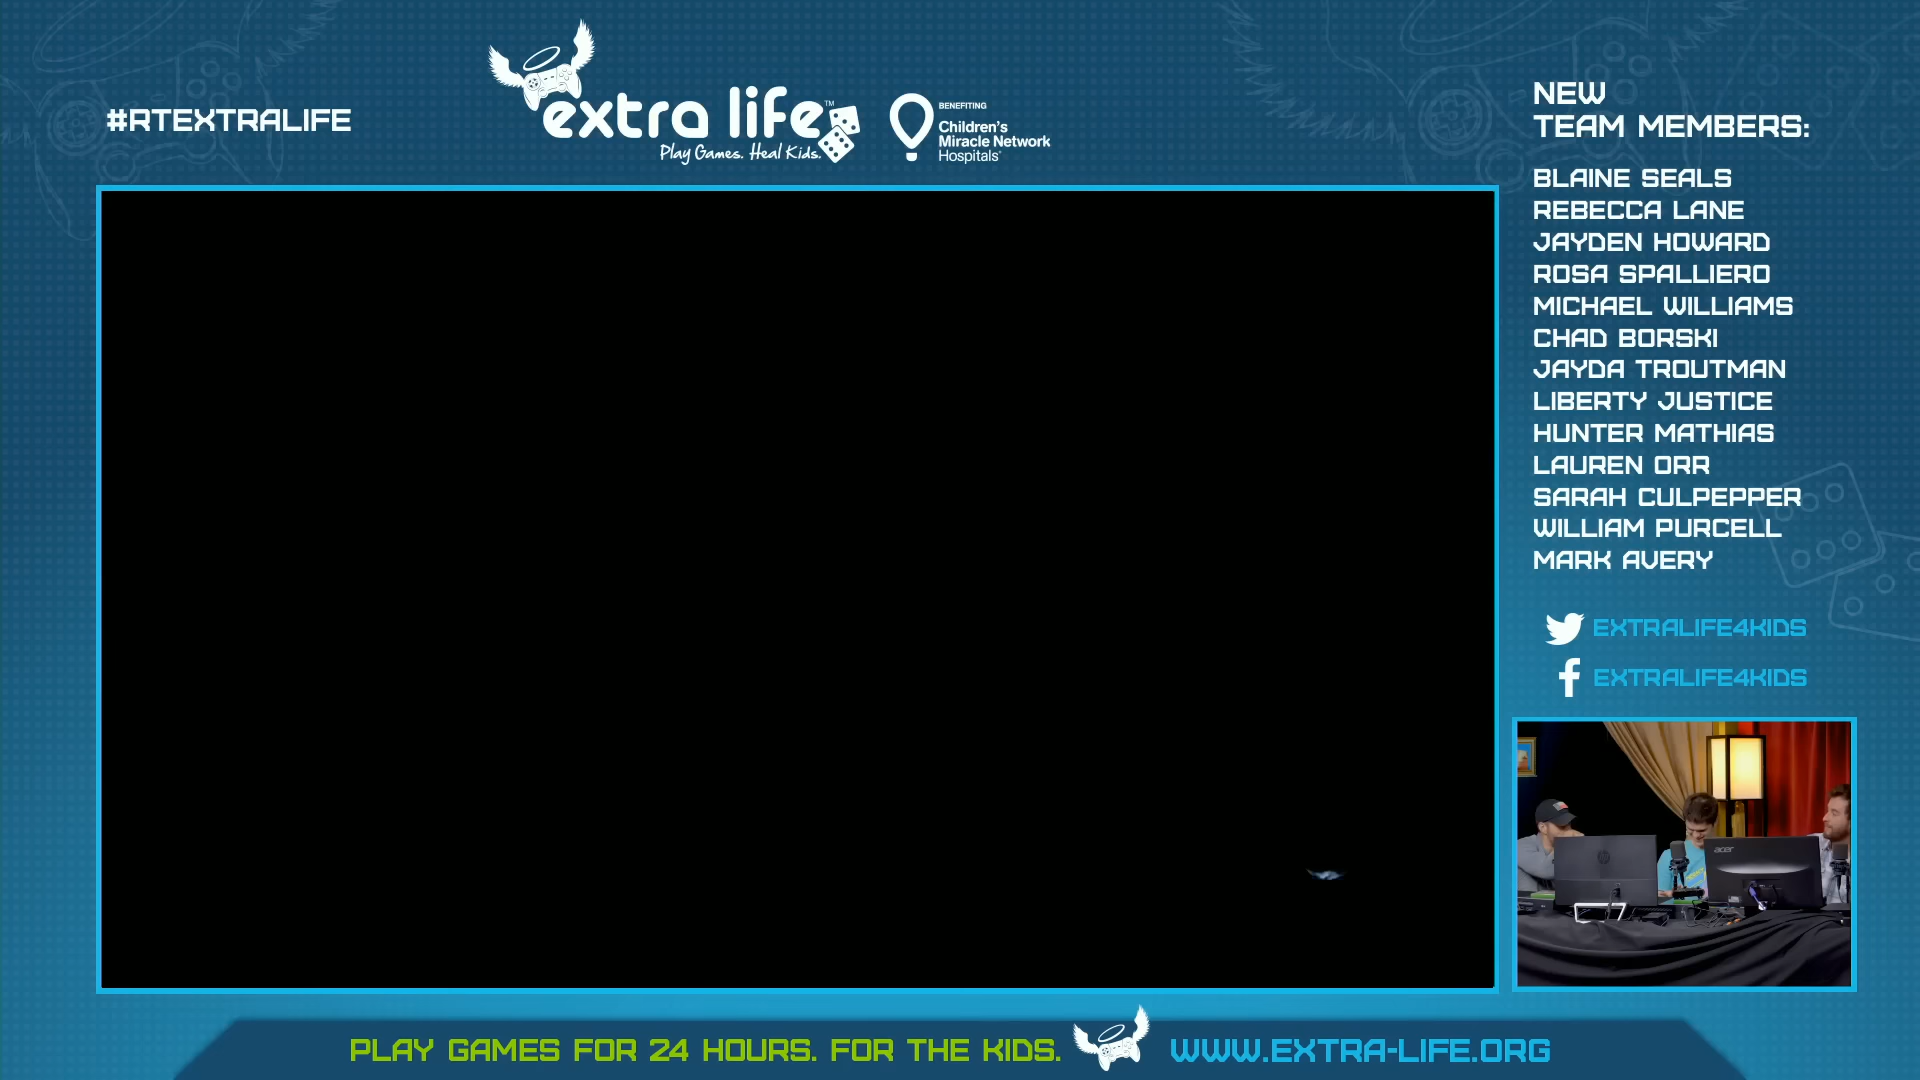 #RTEXTRALIFE
extra life™
Play Games. Heal Kids.
BENEFITING
Children's
Miracle Network
Hospitals
NEW
TEAM MEMBERS:
BLAINE SEALS
REBECCA LANE
JAYDEN HOWARD
ROSA SPALLIERO
MICHAEL WILLIAMS
CHAD BORSKI
JAYDA TROUTMAN
LIBERTY JUSTICE
HUNTER MATHIAS
LAUREN ORR
SARAH CULPEPPER
WILLIAM PURCELL
MARK AVERY
EXTRALIFE4KIDS
EXTRALIFE4KIDS
acer
PLAY GAMES FOR 24 HOURS. FOR THE KIDS.
WWW.EXTRA-LIFE.ORG